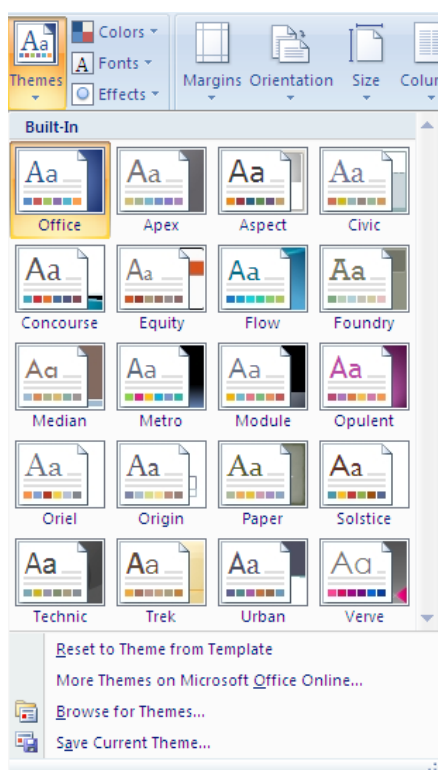 Aa Colors
A Fonts
Themes Margins Orientation Size Colu
Effects
Built-In
Aa Aa Aa Aa
Office Apex Aspect Civic
Aa Aa Aa Aa
Concourse Equity Flow Foundry
Aa Aa Aa Aa
Median Metro Module Opulent
Aa Aa Aa Aa
Oriel Origin Paper Solstice
Aa Aa Aa Aa
Technic Trek Urban Verve
Reset to Theme from Template
More Themes on Microsoft Office Online...
Browse for Themes...
Save Current Theme...